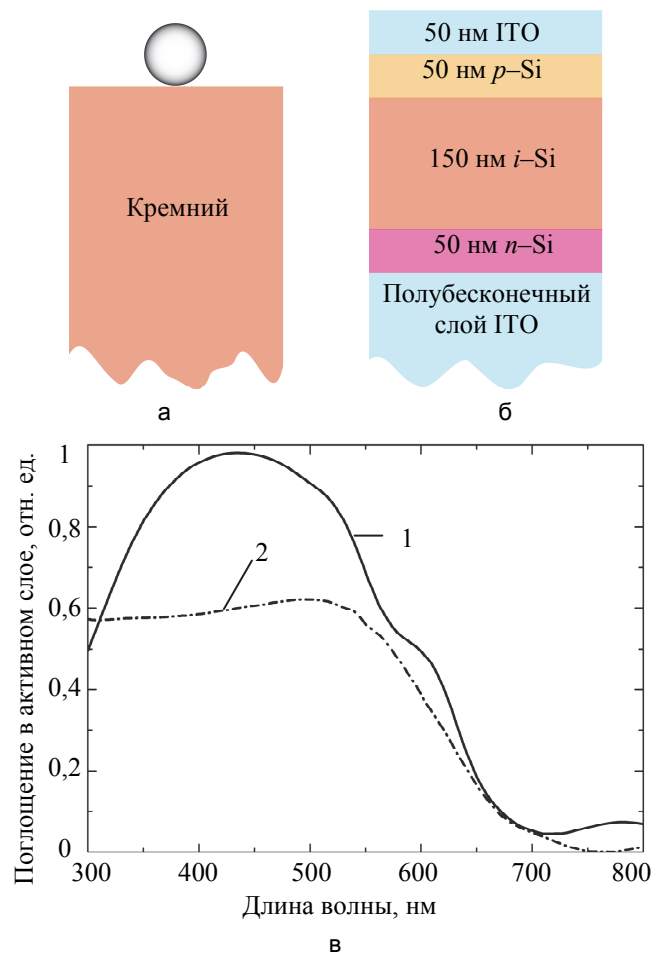 Кремний
а
50 нм ITO
50 нм p–Si
150 нм i–Si
50 нм n–Si
Полубесконечный
слой ITO
б
Поглощение в активном слое, отн. ед.
1
0,8
0,6
0,4
0,2
0
1
2
300
400
500
600
700
800
Длина волны, нм
в